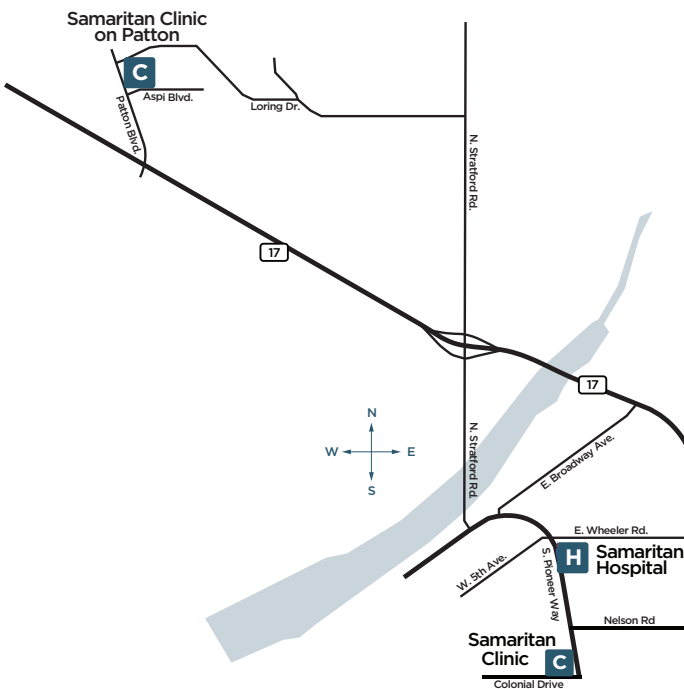 Samaritan Clinic
on Patton
C
Aspi Blvd.
Patton Blvd.
Loring Dr.
N. Stratford Rd.
17
17
N
W
E
S
N. Stratford Rd.
E. Broadway Ave.
E. Wheeler Rd.
W. 5th Ave.
S. Pioneer Way
H
Samaritan
Hospital
Nelson Rd
Samaritan
Clinic
C
Colonial Drive